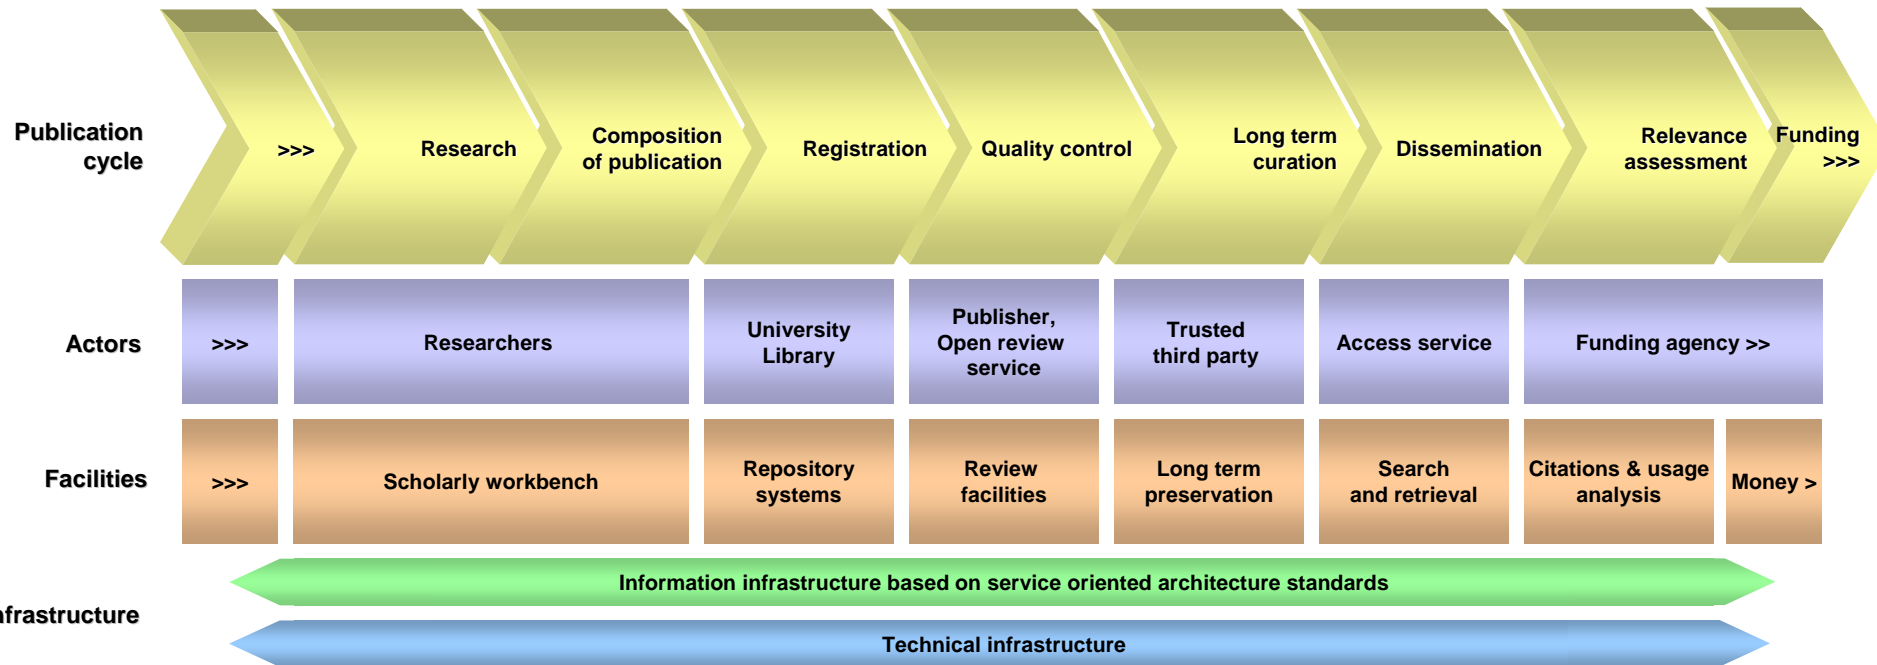 Publication
cycle
>>>
Research
Composition
of publication
Registration
Quality control
Long term
curation
Dissemination
Relevance
assessment
Funding
>>>
Actors
>>>
Researchers
University
Library
Publisher,
Open review
service
Trusted
third party
Access service
Funding agency >>
Facilities
>>>
Scholarly workbench
Repository
systems
Review
facilities
Long term
preservation
Search
and retrieval
Citations & usage
analysis
Money >
Information infrastructure based on service oriented architecture standards
nfrastructure
Technical infrastructure